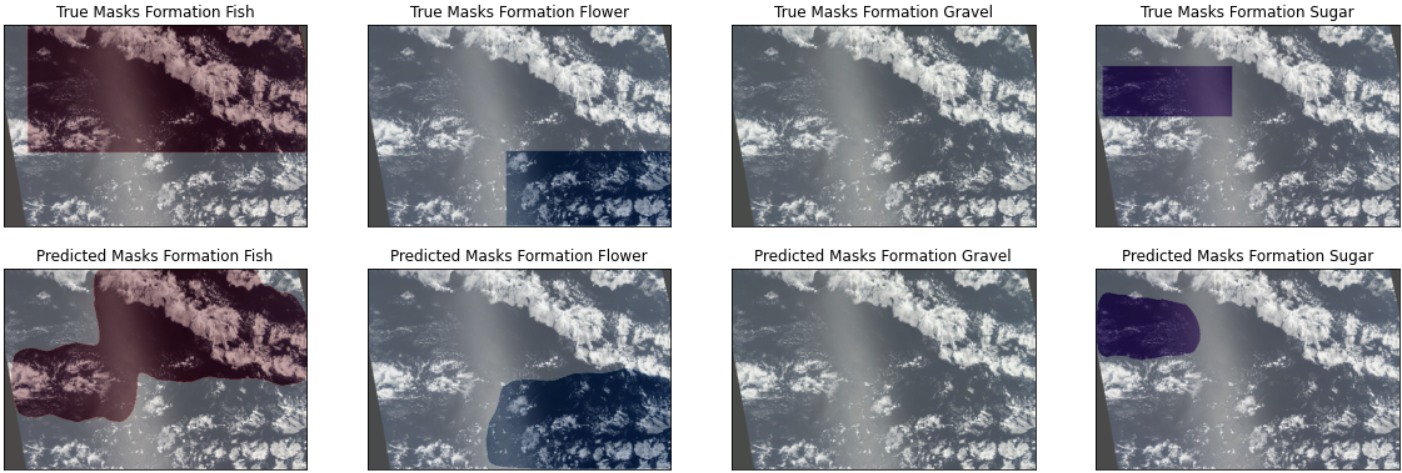 True Masks Formation Fish
True Masks Formation Flower
True Masks Formation Gravel
True Masks Formation Sugar
Predicted Masks Formation Fish
Predicted Masks Formation Flower
Predicted Masks Formation Gravel
Predicted Masks Formation Sugar